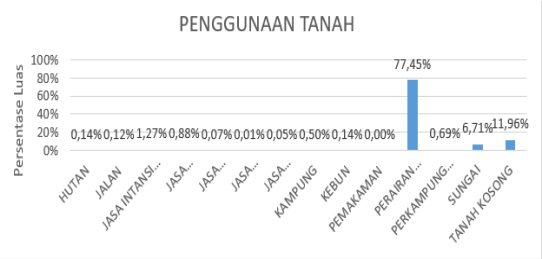 PENGGUNAAN TANAH
Persentase Luas
100%
80%
60%
40%
20%
0%
0,14% 0,12% 1,27% 0,88% 0,07% 0,01% 0,05% 0,50% 0,14% 0,00% 77,45% 0,69% 6,71% 11,96%
HUTAN
JALAN
JASA INTANSI...
JASA...
JASA...
JASA...
JASA...
KAMPUNG
KEBUN
PEMAKAMAN
PERAIRAN...
PERKAMPUNG...
SUNGAI
TANAH KOSONG